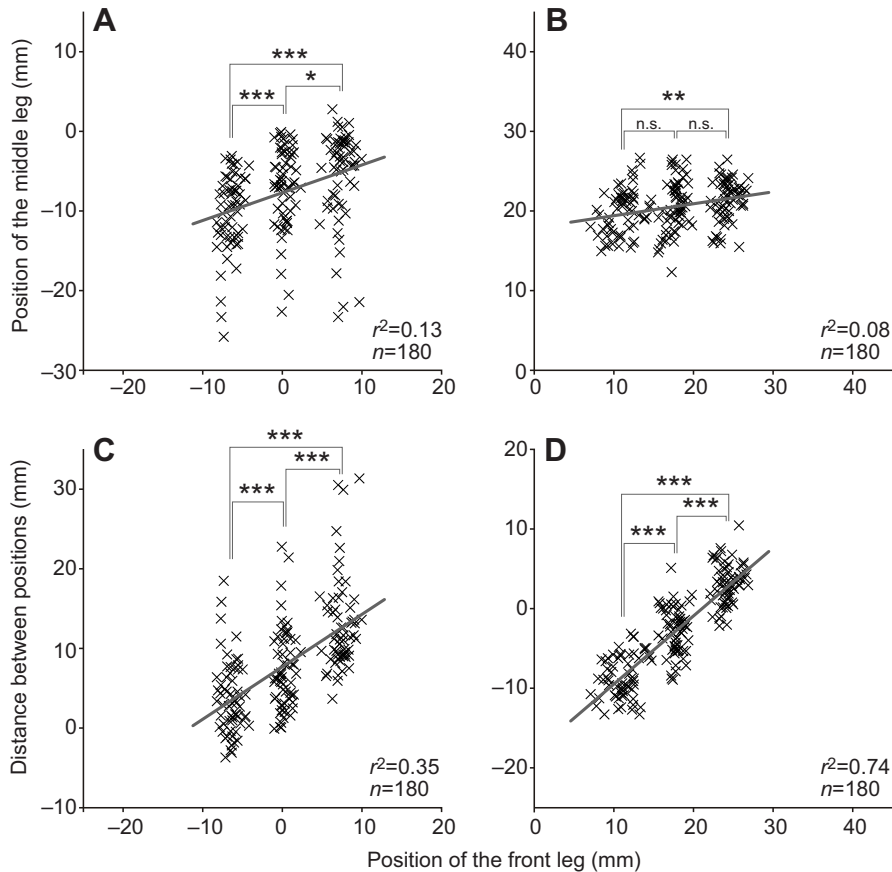 A
B
10
0
–10
–20
–30
–20
–10
0
10
20
***
***
*
r²=0.13
n=180
40
30
20
10
0
0
10
20
30
40
**
n.s.
n.s.
r²=0.08
n=180
Position of the middle leg (mm)
C
D
30
20
10
0
–10
–20
–10
0
10
20
***
***
***
r²=0.35
n=180
20
10
0
–10
–20
0
10
20
30
40
***
***
***
r²=0.74
n=180
Distance between positions (mm)
Position of the front leg (mm)